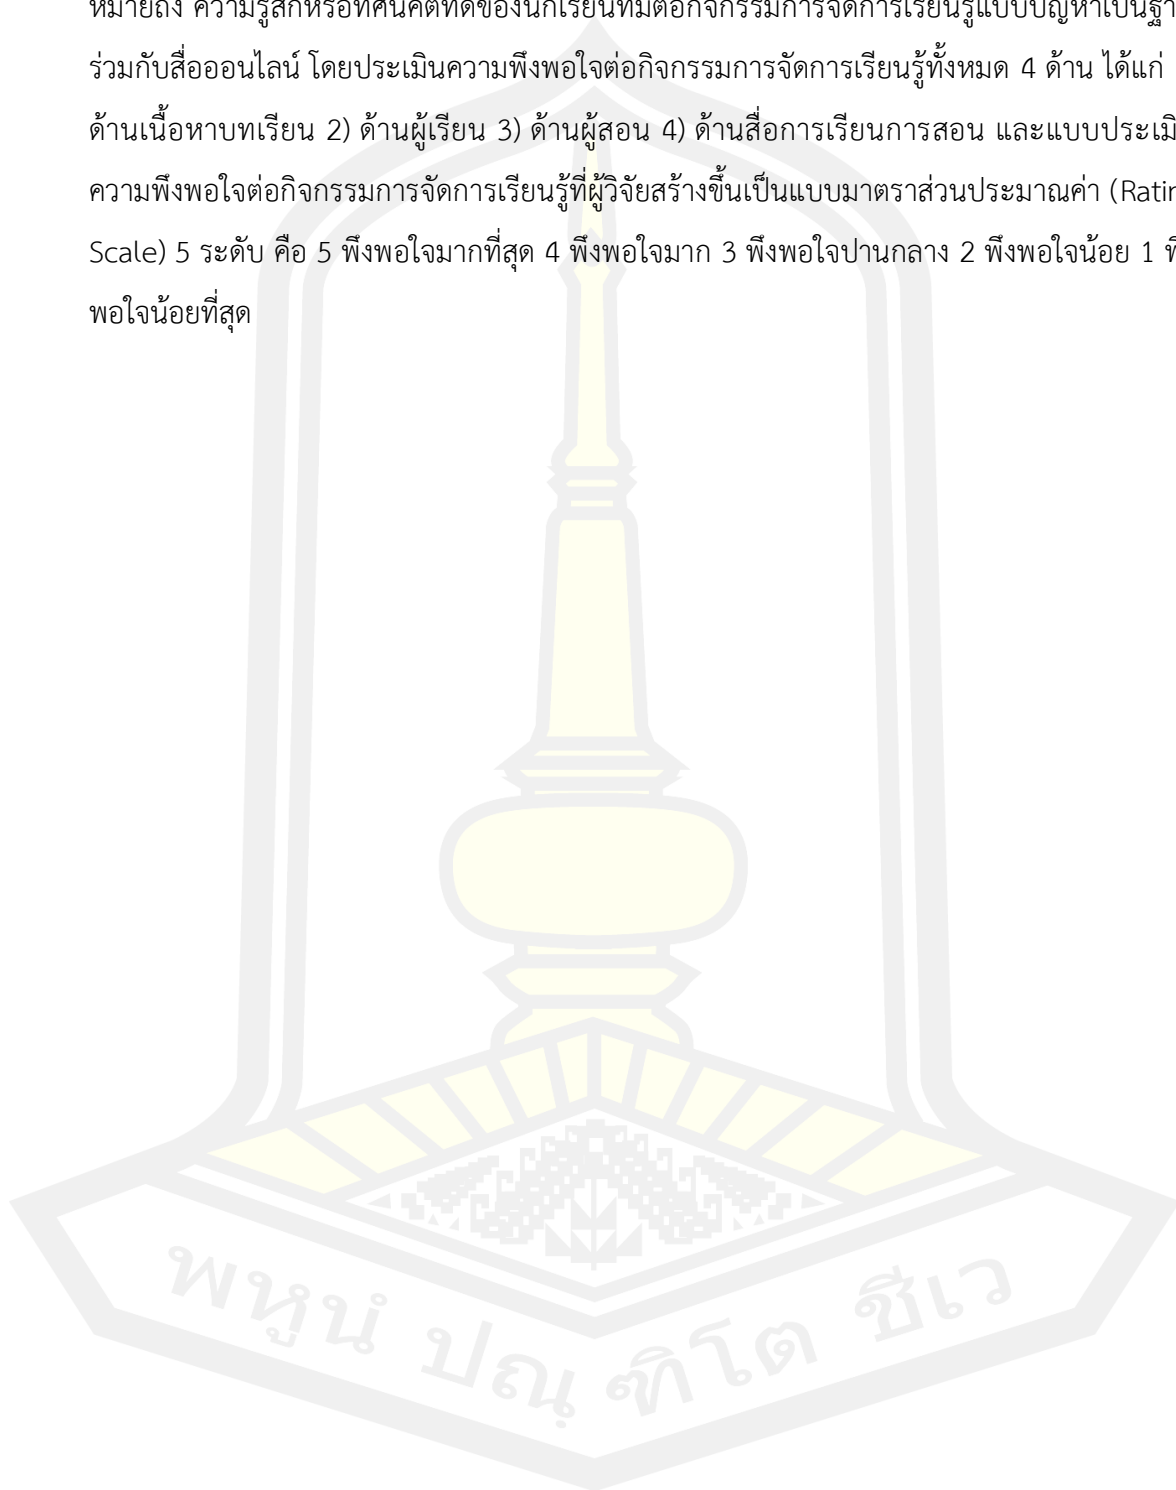 หมายถึง ความรู้สึกหรือทัศนคติที่ดีของนักเรียนที่มีต่อกิจกรรมการจัดการเรียนรู้แบบปัญหาเป็นฐา
ร่วมกับสื่อออนไลน์ โดยประเมินความพึงพอใจต่อกิจกรรมการจัดการเรียนรู้ทั้งหมด 4 ด้าน ได้แก่
ด้านเนื้อหาบทเรียน 2) ด้านผู้เรียน 3) ด้านผู้สอน 4) ด้านสื่อการเรียนการสอน และแบบประเมิ
ความพึงพอใจต่อกิจกรรมการจัดการเรียนรู้ที่ผู้วิจัยสร้างขึ้นเป็นแบบมาตราส่วนประมาณค่า (Ratin
Scale) 5 ระดับ คือ 5 พึงพอใจมากที่สุด 4 พึงพอใจมาก 3 พึงพอใจปานกลาง 2 พึงพอใจน้อย 1 พึ
พอใจน้อยที่สุด
พหูนํ ปณฺฑิโต ชีเว